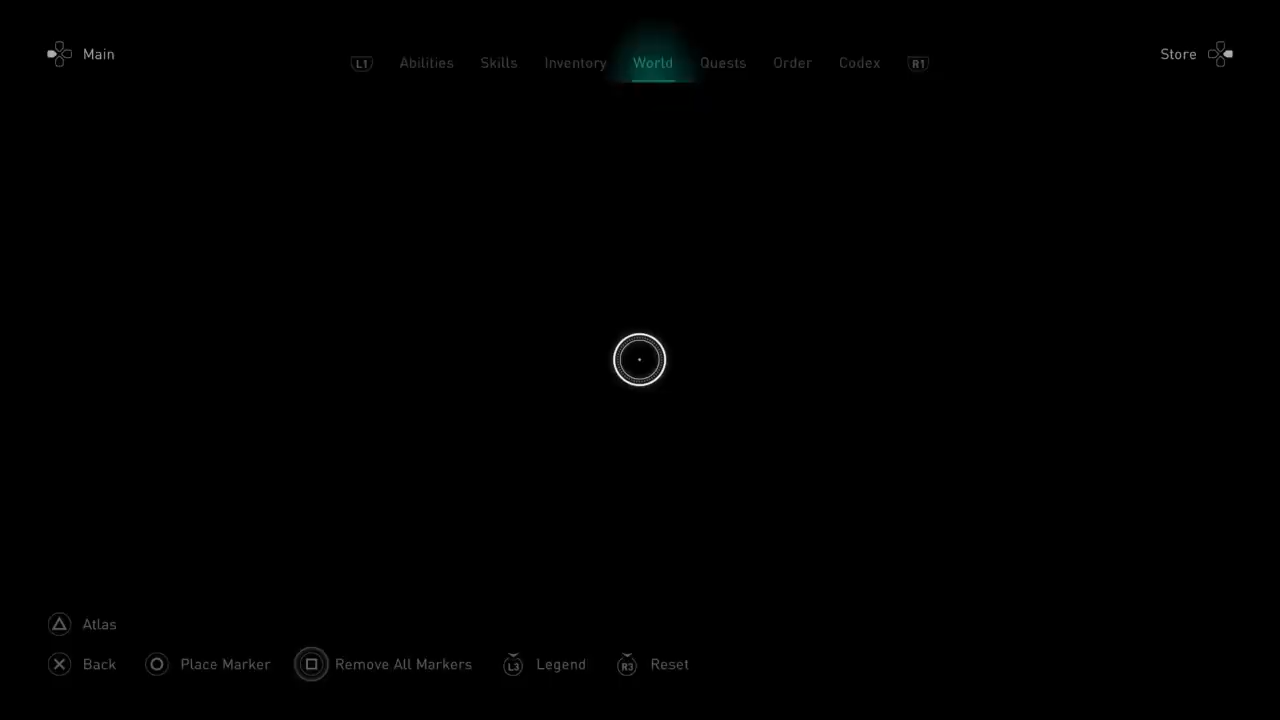 Main
L1 Abilities Skills Inventory World Quests Order Codex R1
Store
Atlas
Back Place Marker Remove All Markers L3 Legend R3 Reset